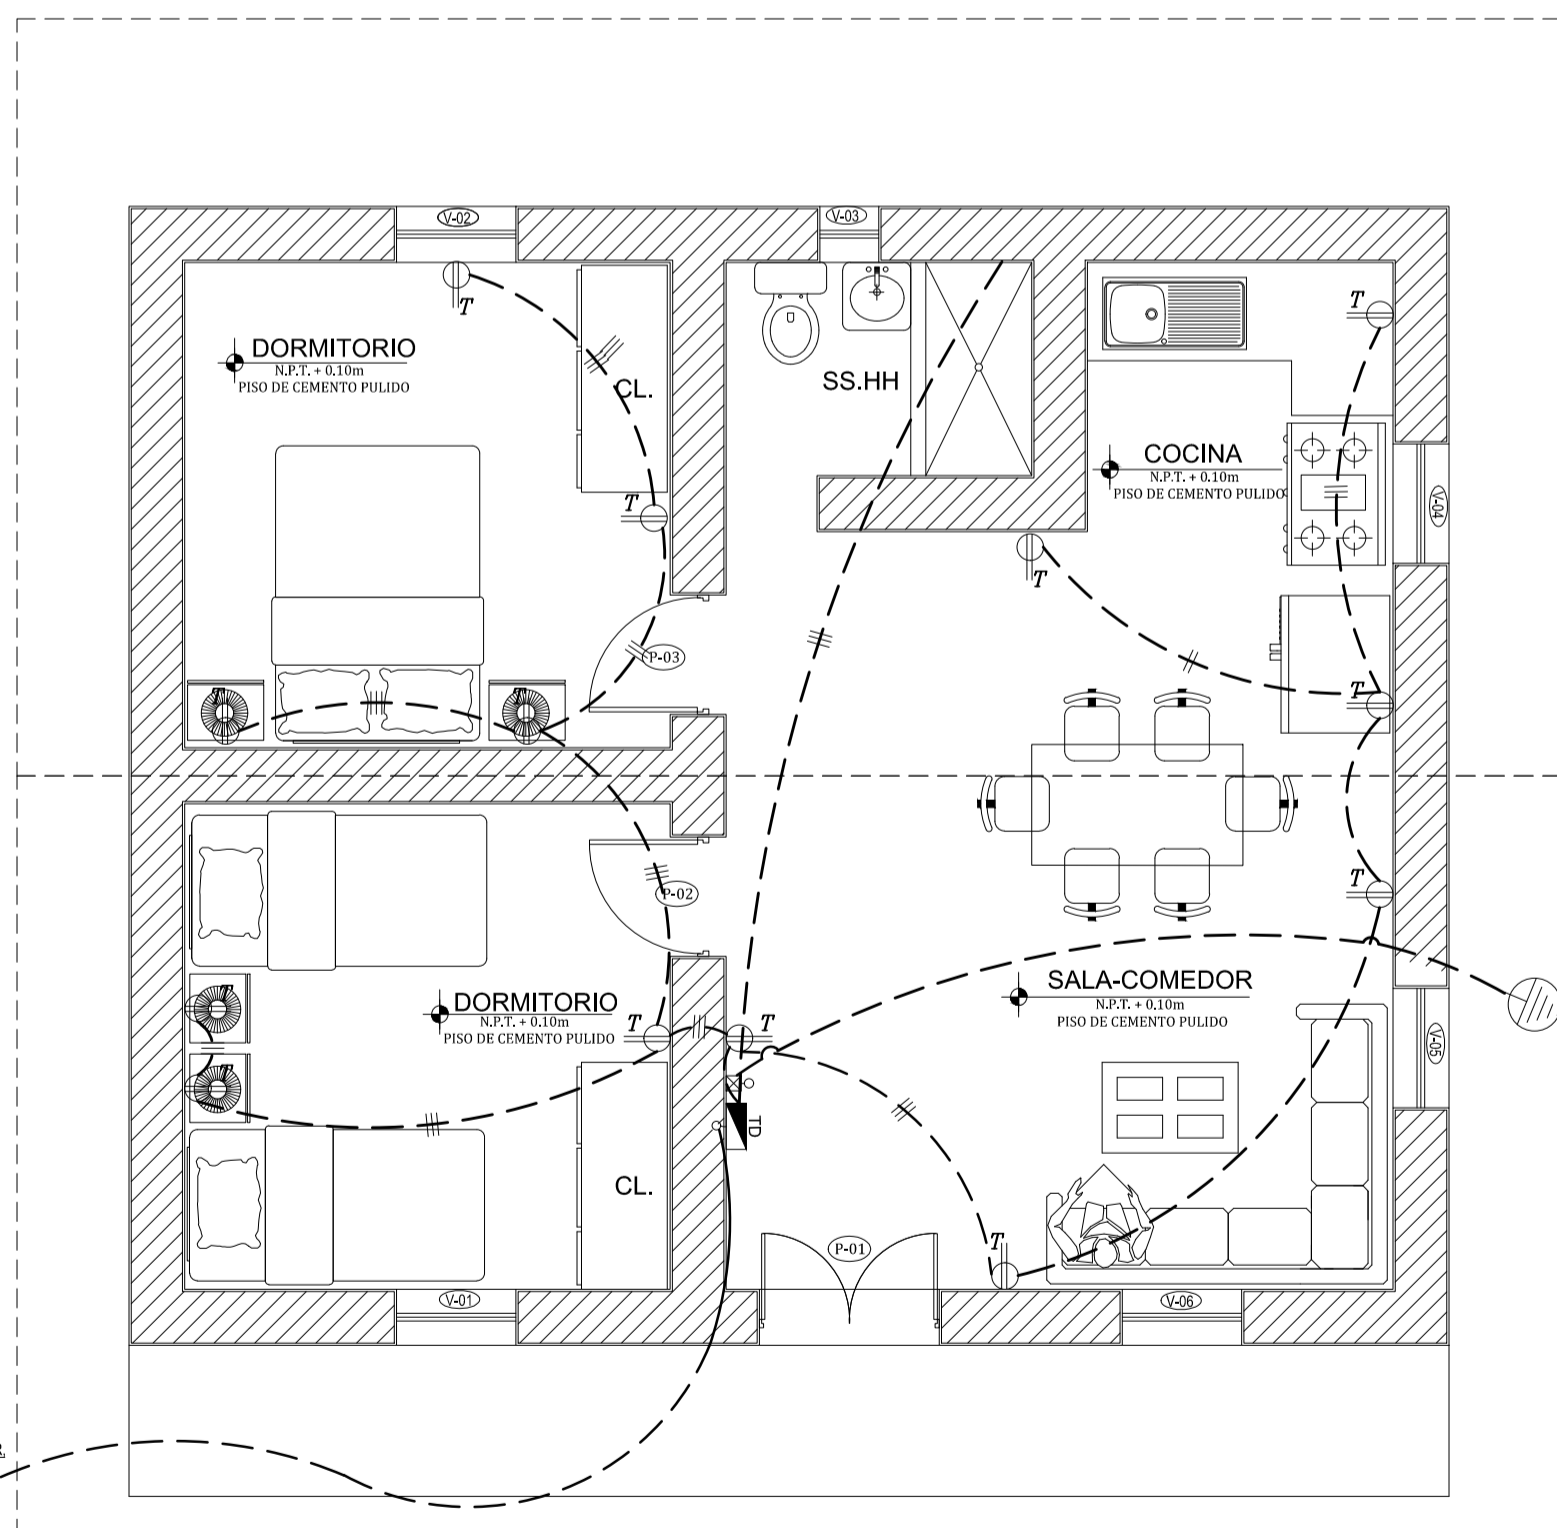 V-02
V-03
T
T
DORMITORIO
N.P.T. + 0.10m
PISO DE CEMENTO PULIDO
CL.
SS.HH
COCINA
N.P.T. + 0.10m
PISO DE CEMENTO PULIDO
T
V-04
T
P-03
T
T
T
T
P-02
SALA-COMEDOR
N.P.T. + 0.10m
PISO DE CEMENTO PULIDO
T
DORMITORIO
N.P.T. + 0.10m
PISO DE CEMENTO PULIDO
T
T
V-05
T
TD
CL.
P-01
T
V-01
V-06